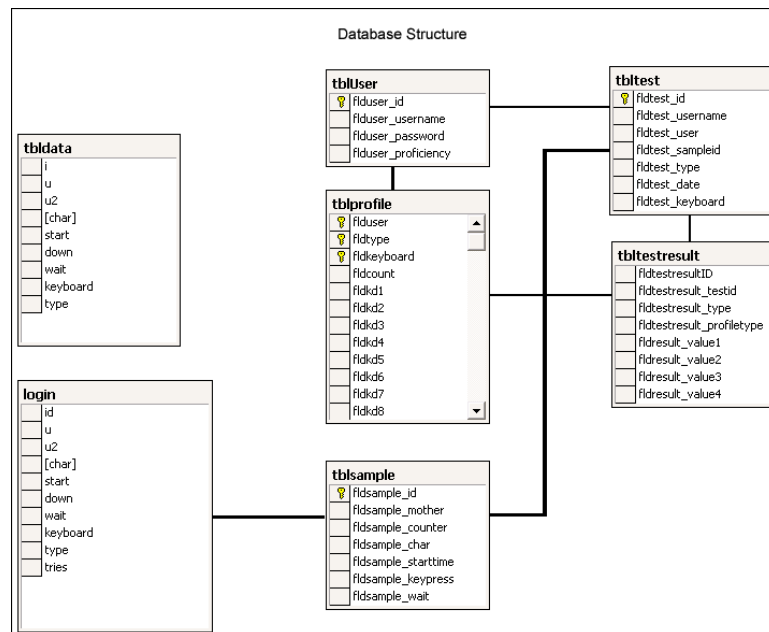 Database Structure
tblUser
flduser_id
flduser_username
flduser_password
flduser_proficiency
tbltest
fldtest_id
fldtest_username
fldtest_user
fldtest_sampleid
fldtest_type
fldtest_date
fldtest_keyboard
tbldata
i
u
u2
[char]
start
down
wait
keyboard
type
tblprofile
flduser
fldtype
fldkeyboard
fldcount
fldkd1
fldkd2
fldkd3
fldkd4
fldkd5
fldkd6
fldkd7
fldkd8
tbltestresult
fldtestresultID
fldtestresult_testid
fldtestresult_type
fldtestresult_profiletype
fldresult_value1
fldresult_value2
fldresult_value3
fldresult_value4
login
id
u
u2
[char]
start
down
wait
keyboard
type
tries
tblsample
fldsample_id
fldsample_mother
fldsample_counter
fldsample_char
fldsample_starttime
fldsample_keypress
fldsample_wait